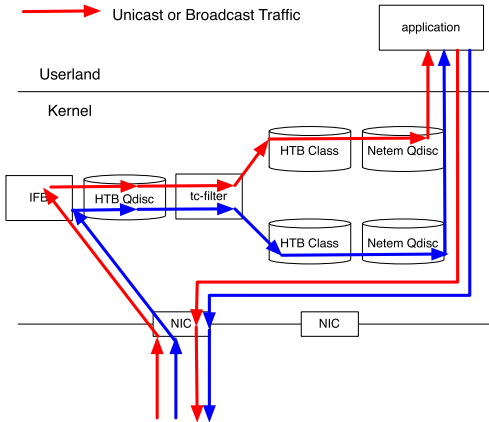 Unicast or Broadcast Traffic
application
Userland
Kernel
HTB Class
Netem Qdisc
IFB
HTB Qdisc
tc-filter
HTB Class
Netem Qdisc
NIC
NIC